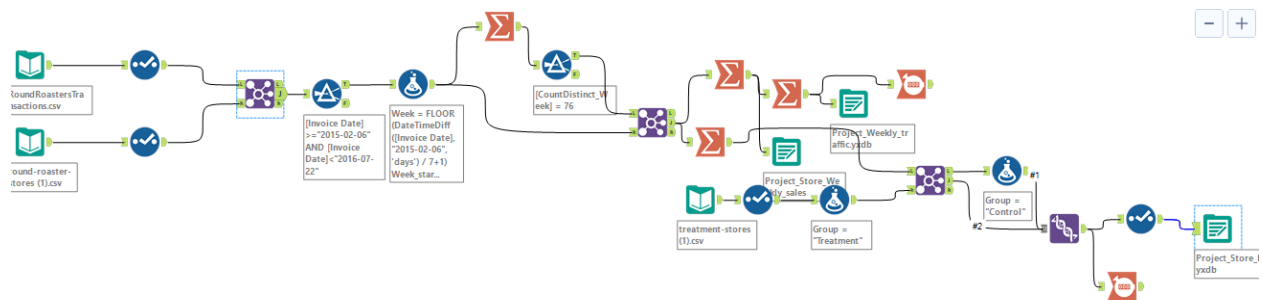 RoundRoastersTra
nsactions.csv
round-roaster-
stores (1).csv
[Invoice Date]
>="2015-02-06"
AND [Invoice
Date]<"2016-07-
22"
Week = FLOOR
(DateTimeDiff
([Invoice Date],
"2015-02-06",
'days') / 7+1)
Week_star...
[CountDistinct_W
eek] = 76
Project_Weekly_tr
affic.yxdb
Project_Store_We
ekly_sales
treatment-stores
(1).csv
Group =
"Treatment"
Group =
"Control"
#1
#2
Project_Store_
yxdb